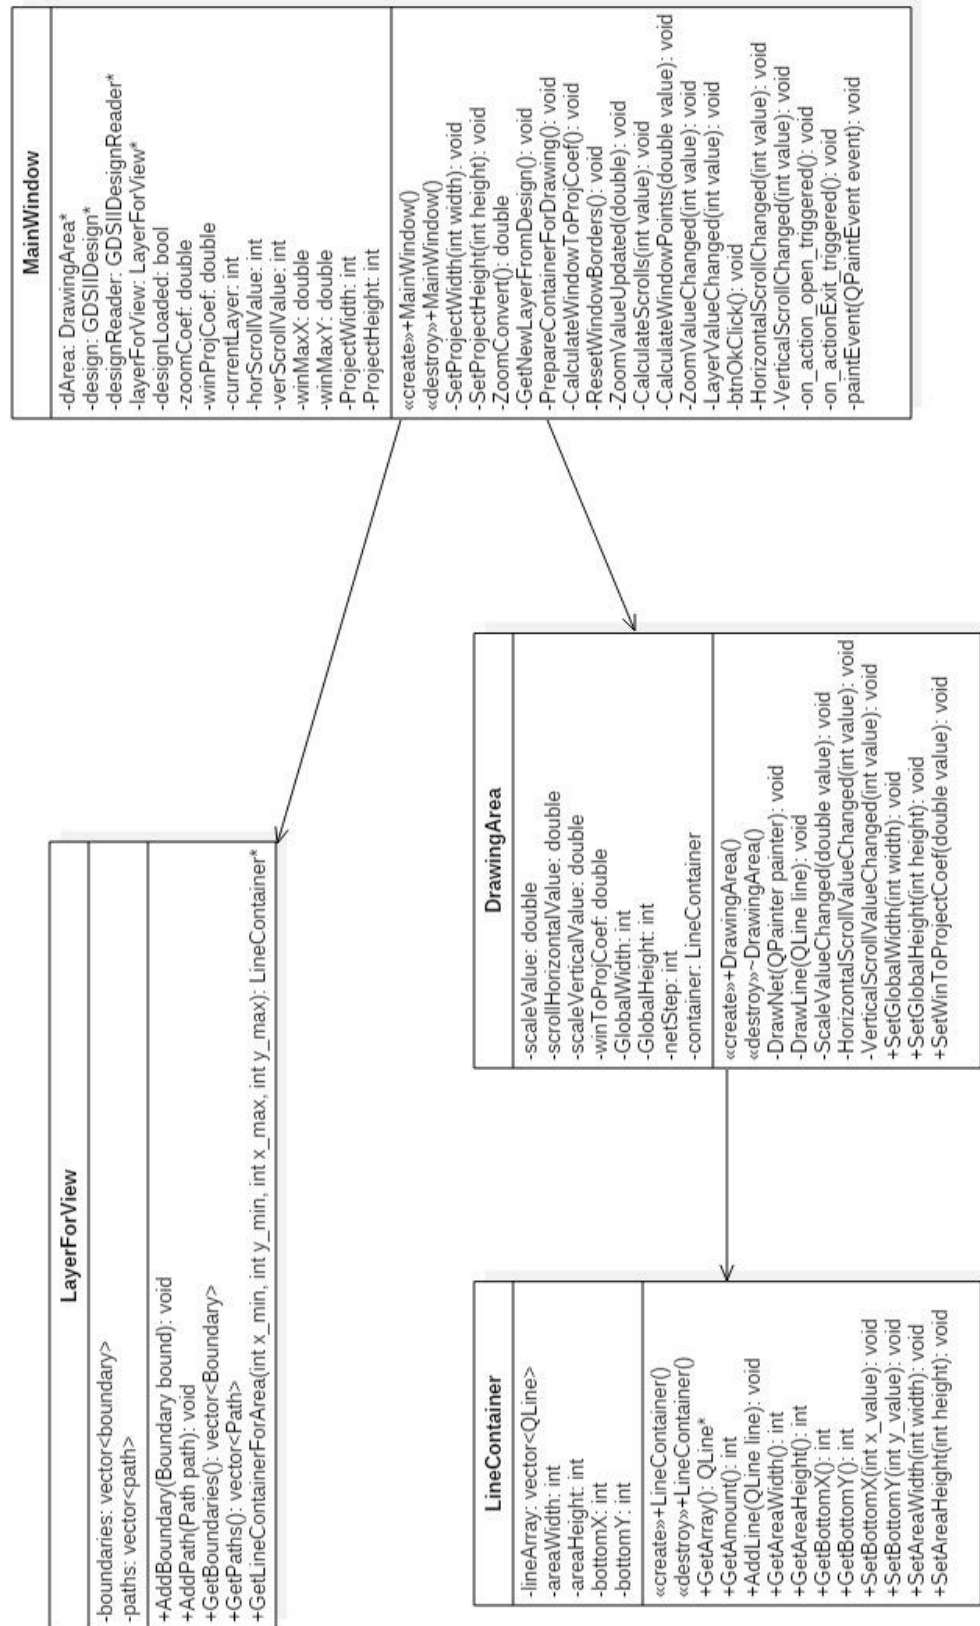 LayerForView
-boundaries: vector<boundary>
-paths: vector<path>
+AddBoundary(Boundary bound): void
+AddPath(Path path): void
+GetBoundaries(): vector<Boundary>
+GetPaths(): vector<Path>
+GetLineContainerForArea(int x_min, int y_min, int x_max, int y_max): LineContainer*
MainWindow
-dArea: DrawingArea*
-design: GDSIIDesign*
-designReader: GDSIIDesignReader*
-layerForView: LayerForView*
-designLoaded: bool
-zoomCoef: double
-winProjCoef: double
-currentLayer: int
-horScrollValue: int
-verScrollValue: int
-winMaxX: double
-winMaxY: double
-ProjectWidth: int
-ProjectHeight: int
«create»+MainWindow()
«destroy»+MainWindow()
-SetProjectWidth(int width): void
-SetProjectHeight(int height): void
-ZoomConvert(): double
-GetNewLayerFromDesign(): void
-PrepareContainerForDrawing(): void
-CalculateWindowToProjCoef(): void
-ResetWindowBorders(): void
-ZoomValueUpdated(double): void
-CalculateScrolls(int value): void
-CalculateWindowPoints(double value): void
-ZoomValueChanged(int value): void
-LayerValueChanged(int value): void
-btnOkClick(): void
-HorizontalScrollChanged(int value): void
-VerticalScrollChanged(int value): void
-on_action_open_triggered(): void
-on_actionExit_triggered(): void
-paintEvent(QPaintEvent event): void
LineContainer
-lineArray: vector<QLine>
-areaWidth: int
-areaHeight: int
-bottomX: int
-bottomY: int
«create»+LineContainer()
«destroy»+LineContainer()
+GetArray(): QLine*
+GetAmount(): int
+AddLine(QLine line): void
+GetAreaWidth(): int
+GetAreaHeight(): int
+GetBottomX(): int
+GetBottomY(): int
+SetBottomX(int x_value): void
+SetBottomY(int y_value): void
+SetAreaWidth(int width): void
+SetAreaHeight(int height): void
DrawingArea
-scaleValue: double
-scrollHorizontalValue: double
-scaleVerticalValue: double
-winToProjCoef: double
-GlobalWidth: int
-GlobalHeight: int
-netStep: int
-container: LineContainer
«create»+DrawingArea()
«destroy»~DrawingArea()
-DrawNet(QPainter painter): void
-DrawLine(QLine line): void
-ScaleValueChanged(double value): void
-HorizontalScrollValueChanged(int value): void
-VerticalScrollValueChanged(int value): void
+SetGlobalWidth(int width): void
+SetGlobalHeight(int height): void
+SetWinToProjectCoef(double value): void